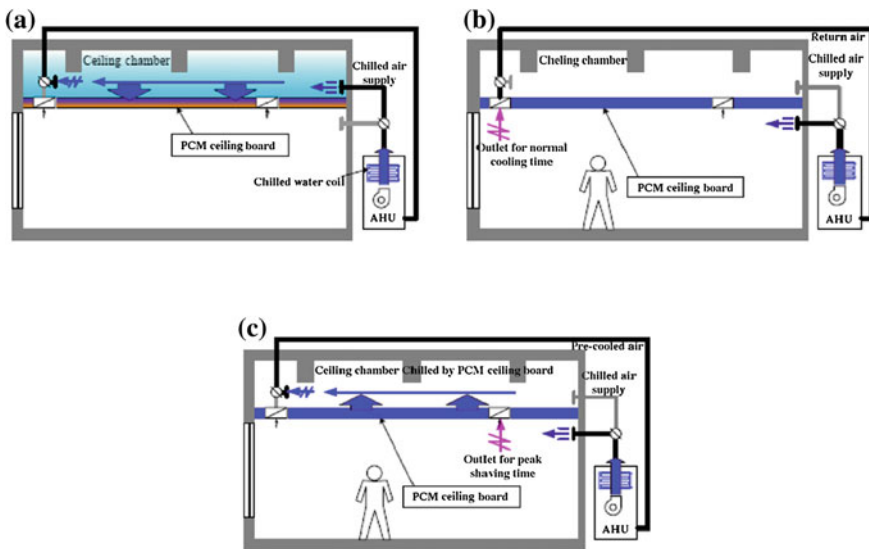 (a)
Ceiling chamber
Chilled air
supply
PCM ceiling board
Chilled water coil
AHU
(b)
Return air
Cheling chamber
Chilled air
supply
Outlet for normal
cooling time
PCM ceiling board
AHU
(c)
Pre-cooled air
Ceiling chamber Chilled by PCM ceiling board
Chilled air
supply
Outlet for peak
shaving time
PCM ceiling board
AHU